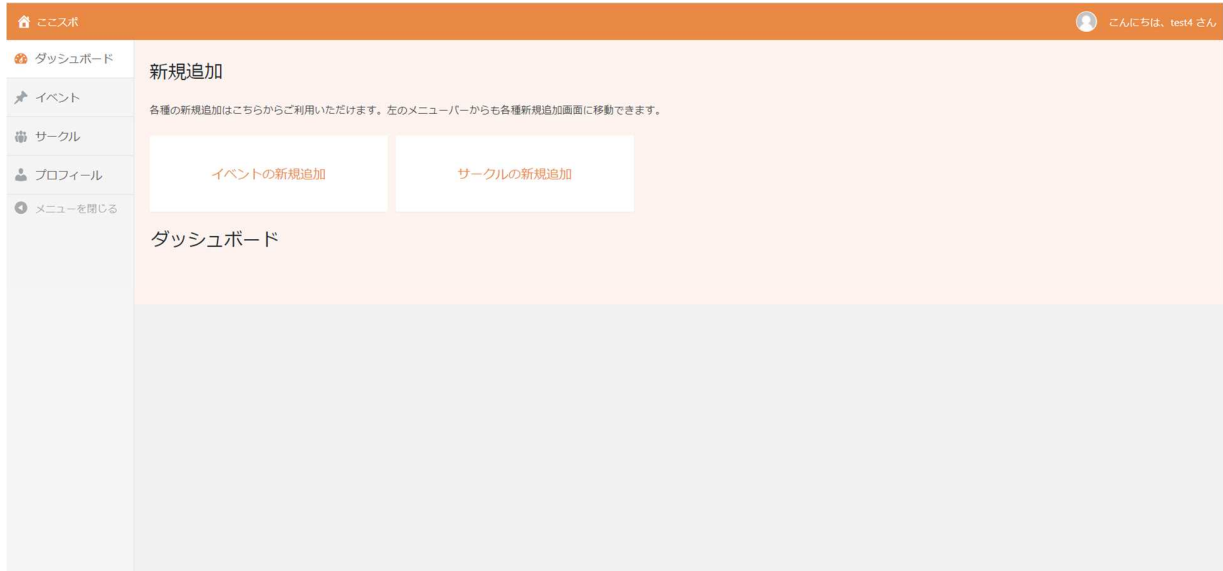 ここスポ
こんにちは、test4 さん
ダッシュボード
イベント
サークル
プロフィール
メニューを閉じる
新規追加
各種の新規追加はこちらからご利用いただけます。左のメニューバーからも各種新規追加画面に移動できます。
イベントの新規追加
サークルの新規追加
ダッシュボード